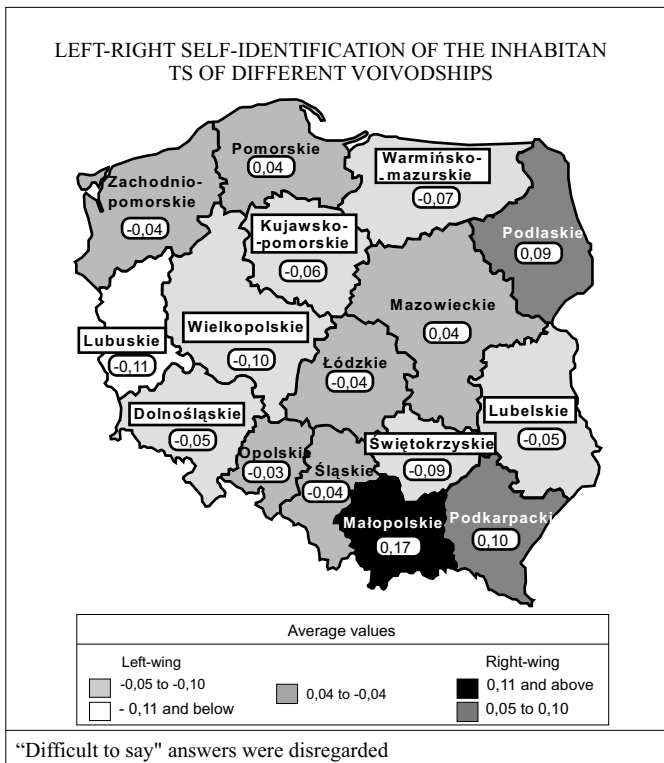 LEFT-RIGHT SELF-IDENTIFICATION OF THE INHABITAN
TS OF DIFFERENT VOIVODSHIPS
Pomorskie
0,04
Warmińsko-
-mazurskie
-0,07
Zachodnio-
pomorskie
-0,04
Kujawsko-
-pomorskie
-0,06
Podlaskie
0,09
Mazowieckie
0,04
Lubuskie
-0,11
Wielkopolskie
-0,10
Łódzkie
-0,04
Dolnośląskie
-0,05
Lubelskie
-0,05
Opolskie
-0,03
Śląskie
-0,04
Świętokrzyskie
-0,09
Małopolskie
0,17
Podkarpacki
0,10
Average values
Left-wing
Right-wing
-0,05 to -0,10
0,04 to -0,04
0,11 and above
- 0,11 and below
0,05 to 0,10
“Difficult to say" answers were disregarded